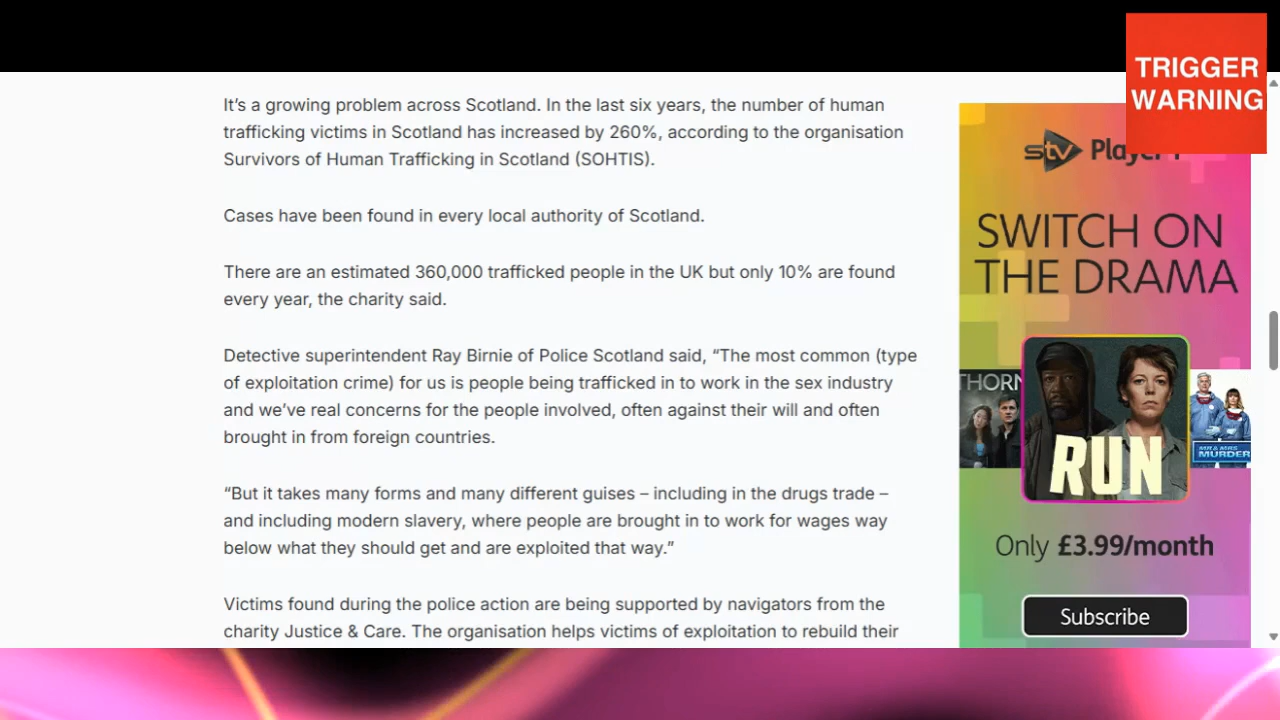 TRIGGER
WARNING
It's a growing problem across Scotland. In the last six years, the number of human
trafficking victims in Scotland has increased by 260%, according to the organisation
Survivors of Human Trafficking in Scotland (SOHTIS).
Cases have been found in every local authority of Scotland.
There are an estimated 360,000 trafficked people in the UK but only 10% are found
every year, the charity said.
Detective superintendent Ray Birnie of Police Scotland said, “The most common (type
of exploitation crime) for us is people being trafficked in to work in the sex industry
and we've real concerns for the people involved, often against their will and often
brought in from foreign countries.
“But it takes many forms and many different guises – including in the drugs trade –
and including modern slavery, where people are brought in to work for wages way
below what they should get and are exploited that way.”
Victims found during the police action are being supported by navigators from the
charity Justice & Care. The organisation helps victims of exploitation to rebuild their
stv
SWITCH ON
THE DRAMA
THORN
RUN
MR & MRS
MURDER
Only £3.99/month
Subscribe